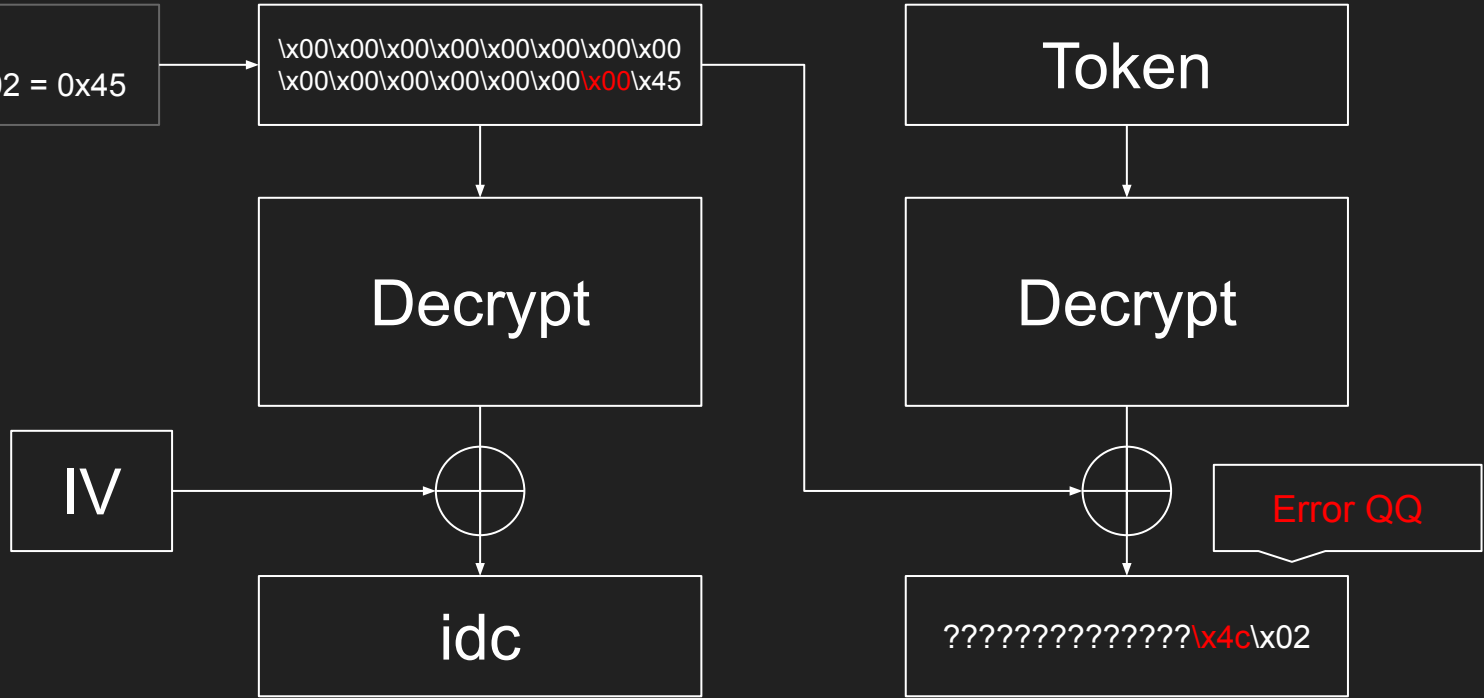 \x00\x00\x00\x00\x00\x00\x00\x00
\x00\x00\x00\x00\x00\x00\x00\x45
Token
02 = 0x45
Decrypt
Decrypt
IV
Error QQ
idc
??????????????\x4c\x02